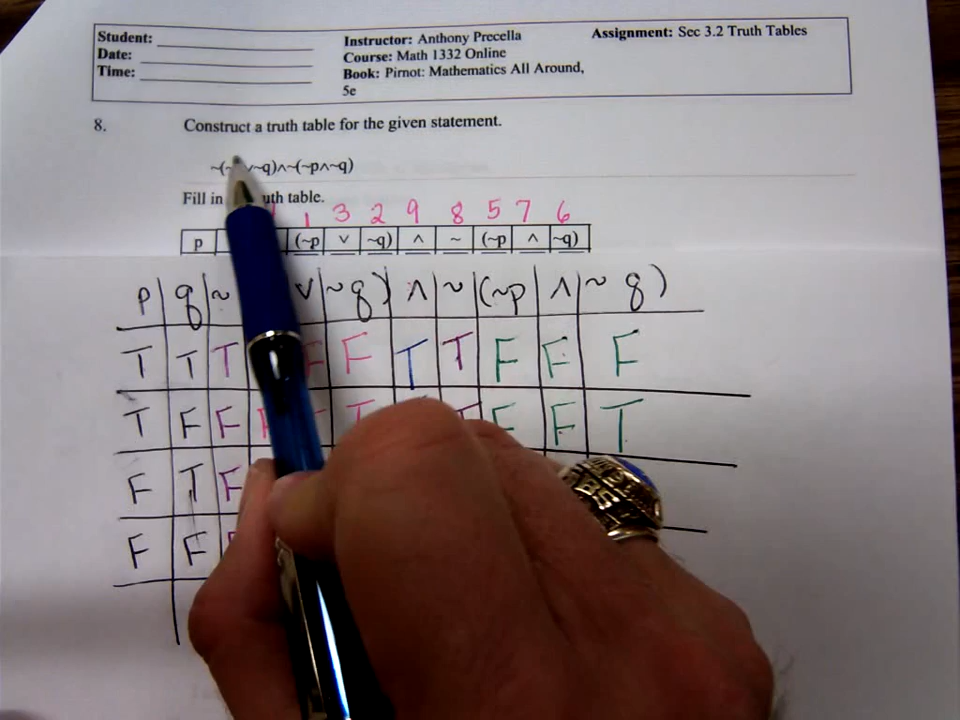 Student:
Instructor: Anthony Precella
Assignment: Sec 3.2 Truth Tables
Date:
Course: Math 1332 Online
Time:
Book: Pirnot: Mathematics All Around,
5e
8.
Construct a truth table for the given statement.
~(~ ~q)∧~(~p∧~q)
Fill in truth table.
1 3 2 9 8 5 7 6
p (~p ∨ ~q) ∧ ~ (~p ∧ ~q)
p q ~ ∨ ~ q) ∧ ~ (~p ∧ ~ q)
T T T F F T T F F F
T F F F T F F T
F T F
F F